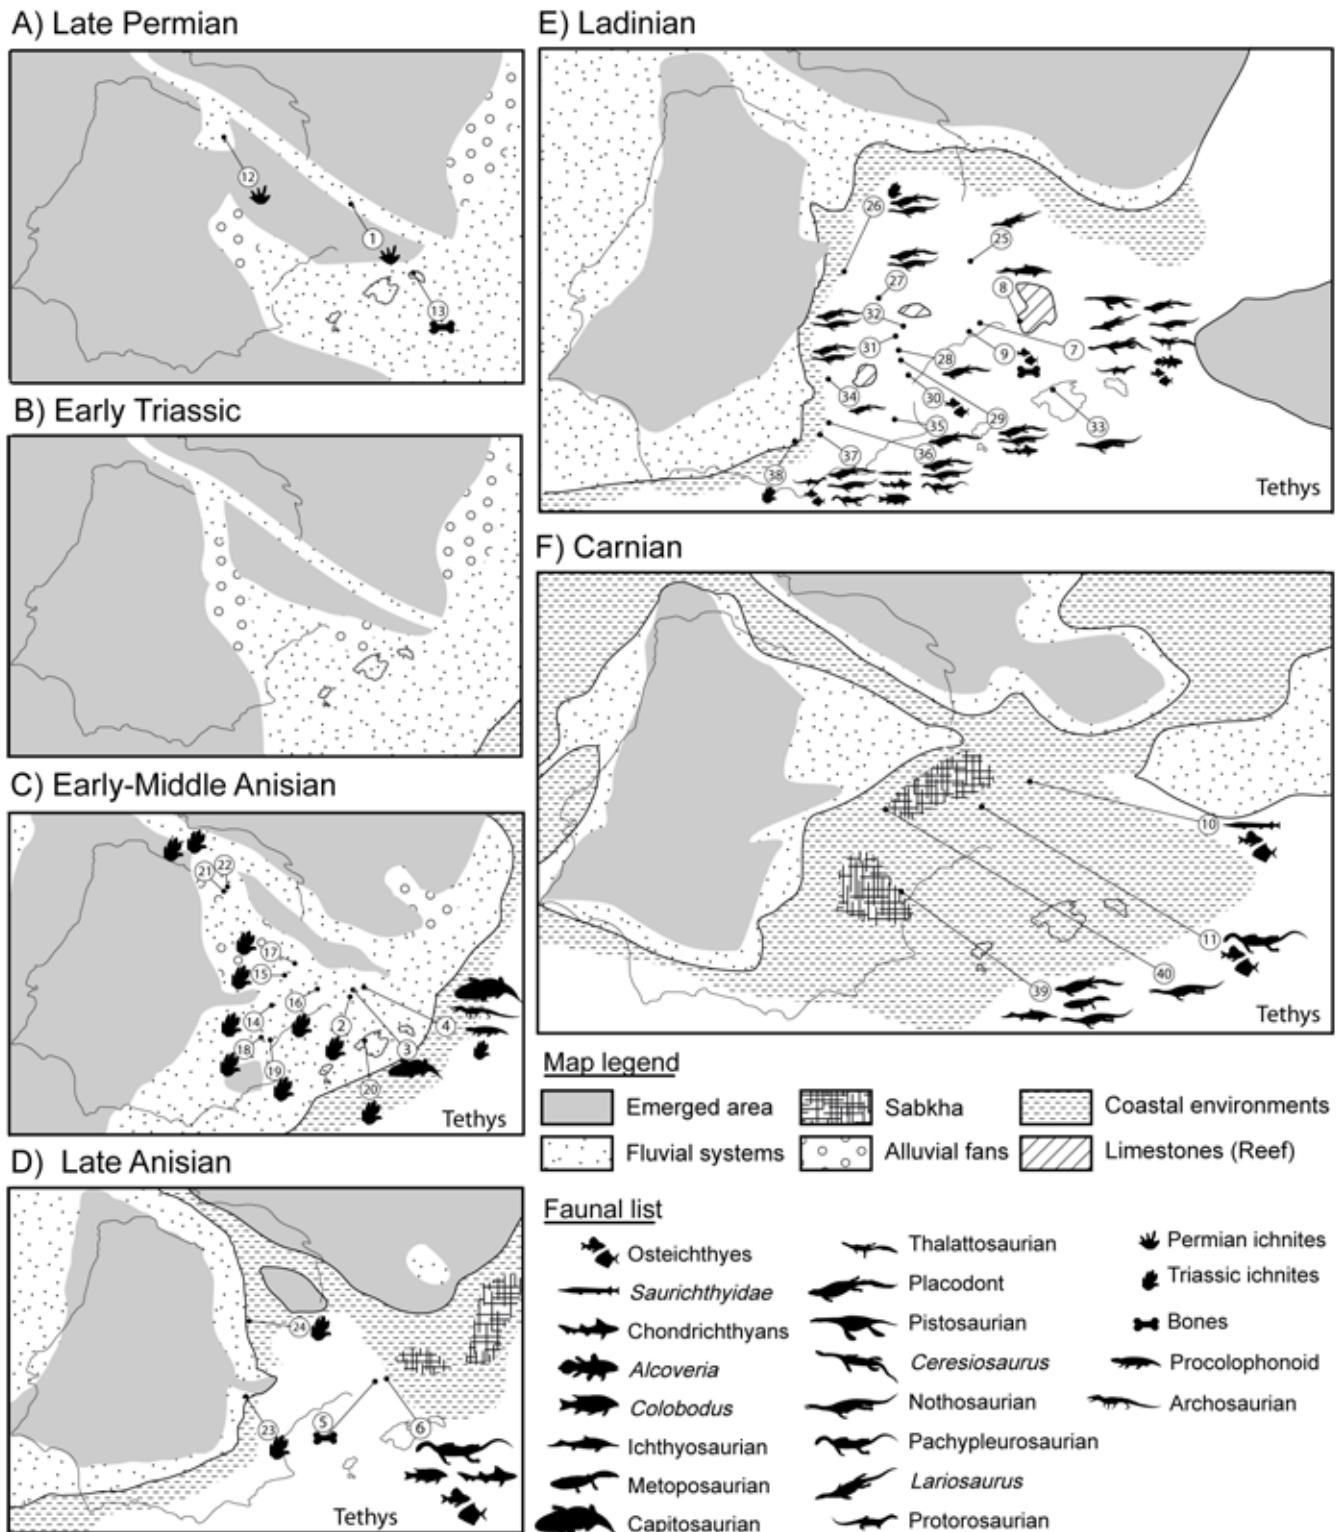 A) Late Permian
12
1
13
B) Early Triassic
C) Early-Middle Anisian
21
22
17
15
16
14
2
4
18
3
19
20
Tethys
D) Late Anisian
24
23
5
6
Tethys
E) Ladinian
26
25
27
8
32
31
28
9
7
34
30
29
33
35
37
36
38
Tethys
F) Carnian
10
11
40
39
Tethys
Map legend
Emerged area
Sabkha
Coastal environments
Fluvial systems
Alluvial fans
Limestones (Reef)
Faunal list
Osteichthyes
Saurichthyidae
Chondrichthyans
Alcoveria
Colobodus
Ichthyosaurian
Metoposaurian
Capitosaurian
Thalattosaurian
Placodont
Pistosaurian
Ceresiosaurus
Nothosaurian
Pachypleurosaurian
Lariosaurus
Protorosaurian
Permian ichnites
Triassic ichnites
Bones
Procolophonoid
Archosaurian